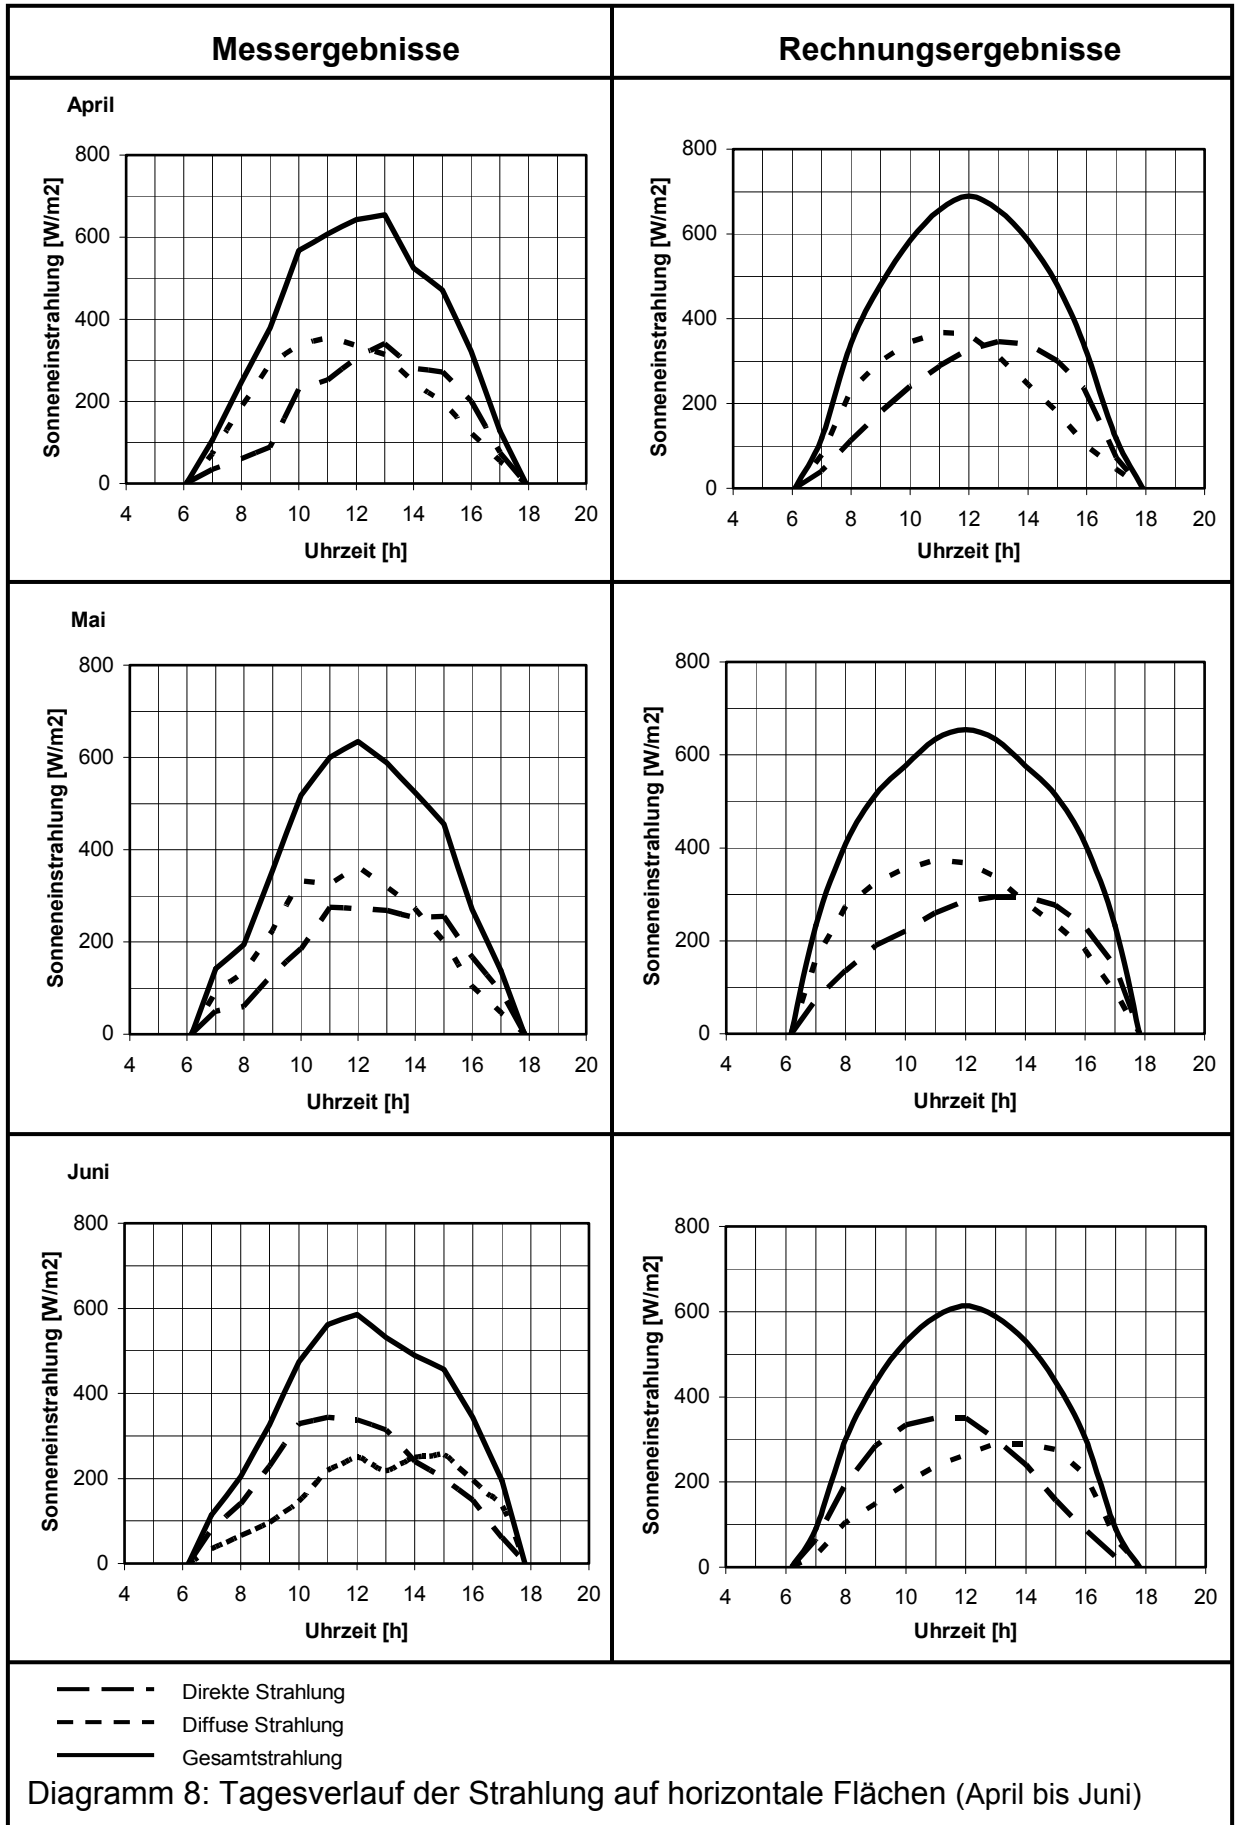 Messergebnisse
Rechnungsergebnisse
April
Sonneneinstrahlung [W/m2]
800
600
400
200
0
4 6 8 10 12 14 16 18 20
Uhrzeit [h]
Sonneneinstrahlung [W/m2]
800
600
400
200
0
4 6 8 10 12 14 16 18 20
Uhrzeit [h]
Mai
Sonneneinstrahlung [W/m2]
800
600
400
200
0
4 6 8 10 12 14 16 18 20
Uhrzeit [h]
Sonneneinstrahlung [W/m2]
800
600
400
200
0
4 6 8 10 12 14 16 18 20
Uhrzeit [h]
Juni
Sonneneinstrahlung [W/m2]
800
600
400
200
0
4 6 8 10 12 14 16 18 20
Uhrzeit [h]
Sonneneinstrahlung [W/m2]
800
600
400
200
0
4 6 8 10 12 14 16 18 20
Uhrzeit [h]
Direkte Strahlung
Diffuse Strahlung
Gesamtstrahlung
Diagramm 8: Tagesverlauf der Strahlung auf horizontale Flächen (April bis Juni)